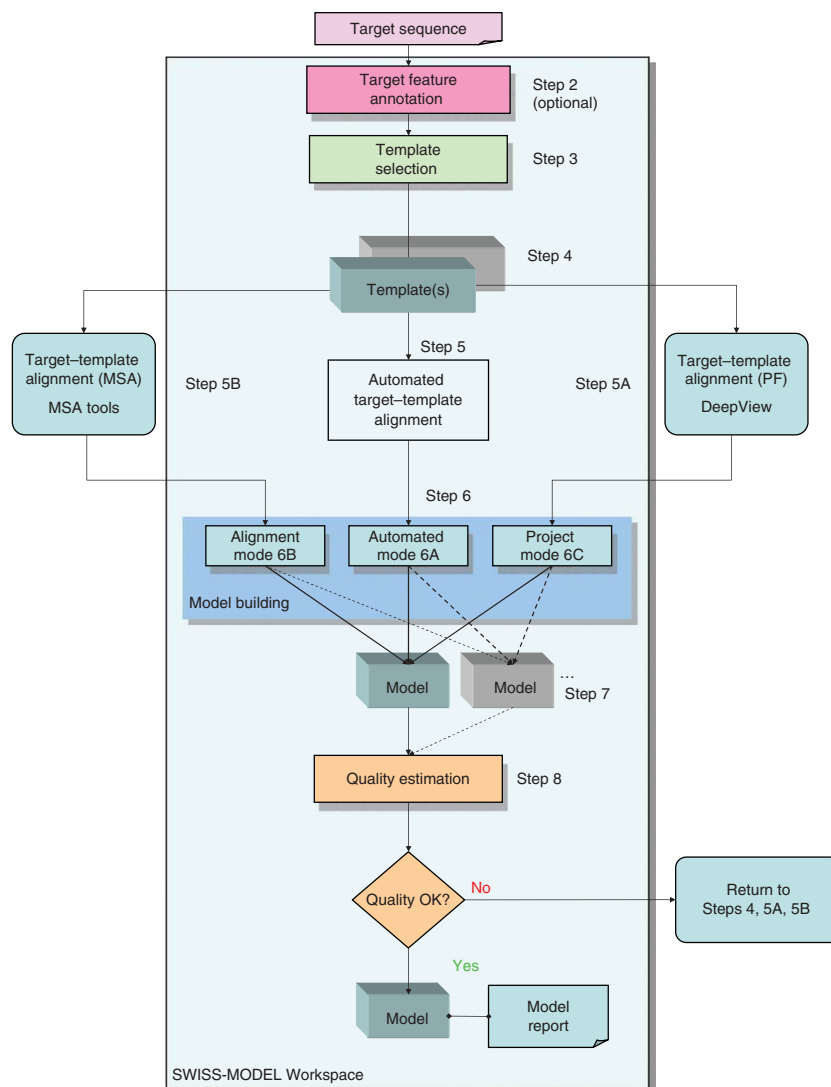 Target sequence
Target feature
annotation
Step 2
(optional)
Template
selection
Step 3
Step 4
Template(s)
Step 5
Target–template
alignment (MSA)
MSA tools
Step 5B
Automated
target–template
alignment
Step 5A
Target–template
alignment (PF)
DeepView
Step 6
Alignment
mode 6B
Automated
mode 6A
Project
mode 6C
Model building
Model
Model
...
Step 7
Quality estimation
Step 8
Quality OK?
No
Return to
Steps 4, 5A, 5B
Yes
Model
Model
report
SWISS-MODEL Workspace